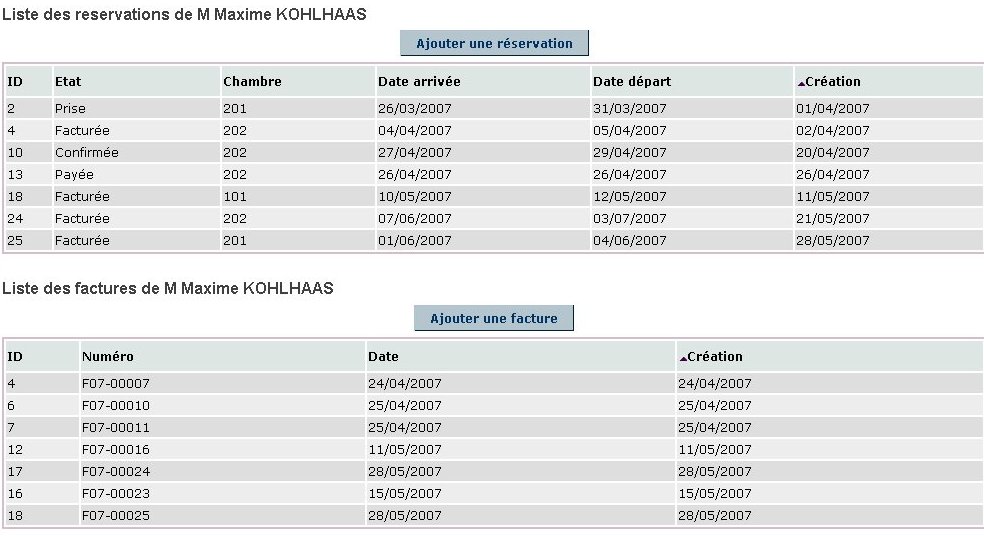 Liste des reservations de M Maxime KOHLHAAS
Ajouter une réservation
ID Etat Chambre Date arrivée Date départ Création
2 Prise 201 26/03/2007 31/03/2007 01/04/2007
4 Facturée 202 04/04/2007 05/04/2007 02/04/2007
10 Confirmée 202 27/04/2007 29/04/2007 20/04/2007
13 Payée 202 26/04/2007 26/04/2007 26/04/2007
18 Facturée 101 10/05/2007 12/05/2007 11/05/2007
24 Facturée 202 07/06/2007 03/07/2007 21/05/2007
25 Facturée 201 01/06/2007 04/06/2007 28/05/2007
Liste des factures de M Maxime KOHLHAAS
Ajouter une facture
ID Numéro Date Création
4 F07-00007 24/04/2007 24/04/2007
6 F07-00010 25/04/2007 25/04/2007
7 F07-00011 25/04/2007 25/04/2007
12 F07-00016 11/05/2007 11/05/2007
17 F07-00024 28/05/2007 28/05/2007
16 F07-00023 15/05/2007 15/05/2007
18 F07-00025 28/05/2007 28/05/2007